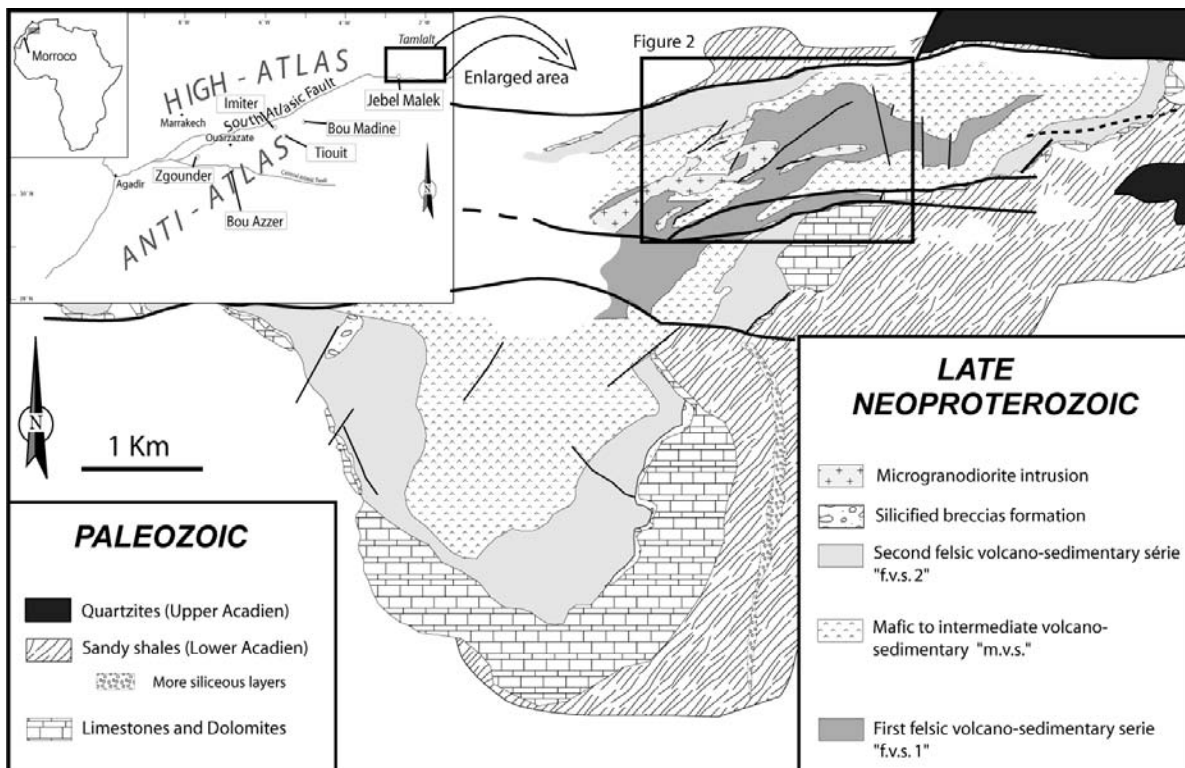 Morroco
Tamlalt
HIGH-ATLAS
South Atlasic Fault
Enlarged area
Figure 2
Jebel Malek
Imiter
Marrakech
Ouarzazate
Bou Madine
Tiouit
Zgounder
Agadir
ANTI-ATLAS
Bou Azzer
N
N
1 Km
PALEOZOIC
Quartzites (Upper Acadien)
Sandy shales (Lower Acadien)
More siliceous layers
Limestones and Dolomites
LATE
NEOPROTEROZOIC
Microgranodiorite intrusion
Silicified breccias formation
Second felsic volcano-sedimentary série
"f.v.s. 2"
Mafic to intermediate volcano-
sedimentary "m.v.s."
First felsic volcano-sedimentary serie
"f.v.s. 1"